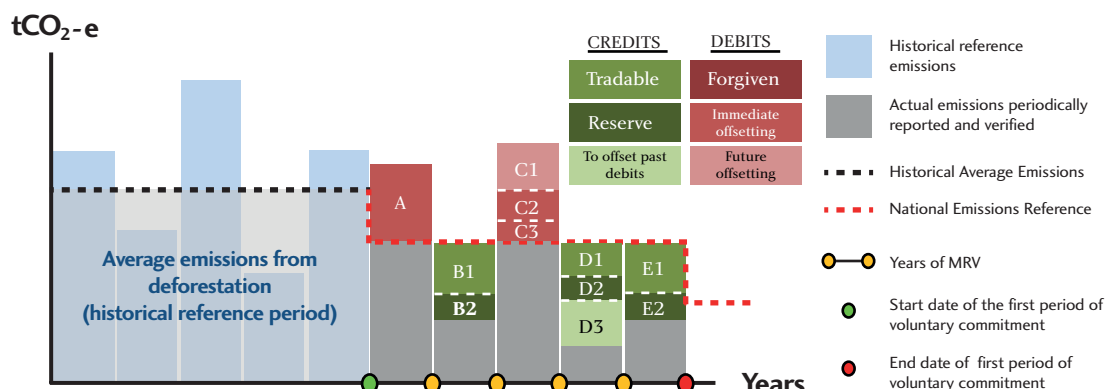 tCO2-e
CREDITS DEBITS
Tradable Forgiven
Reserve Immediate offsetting
To offset past debits Future offsetting
Historical reference
emissions
Actual emissions periodically
reported and verified
Historical Average Emissions
National Emissions Reference
Years of MRV
Start date of the first period of
voluntary commitment
End date of first period of
voluntary commitment
Average emissions from
deforestation
(historical reference period)
A
B1
B2
C1
C2
C3
D1
D2
D3
E1
E2
Years